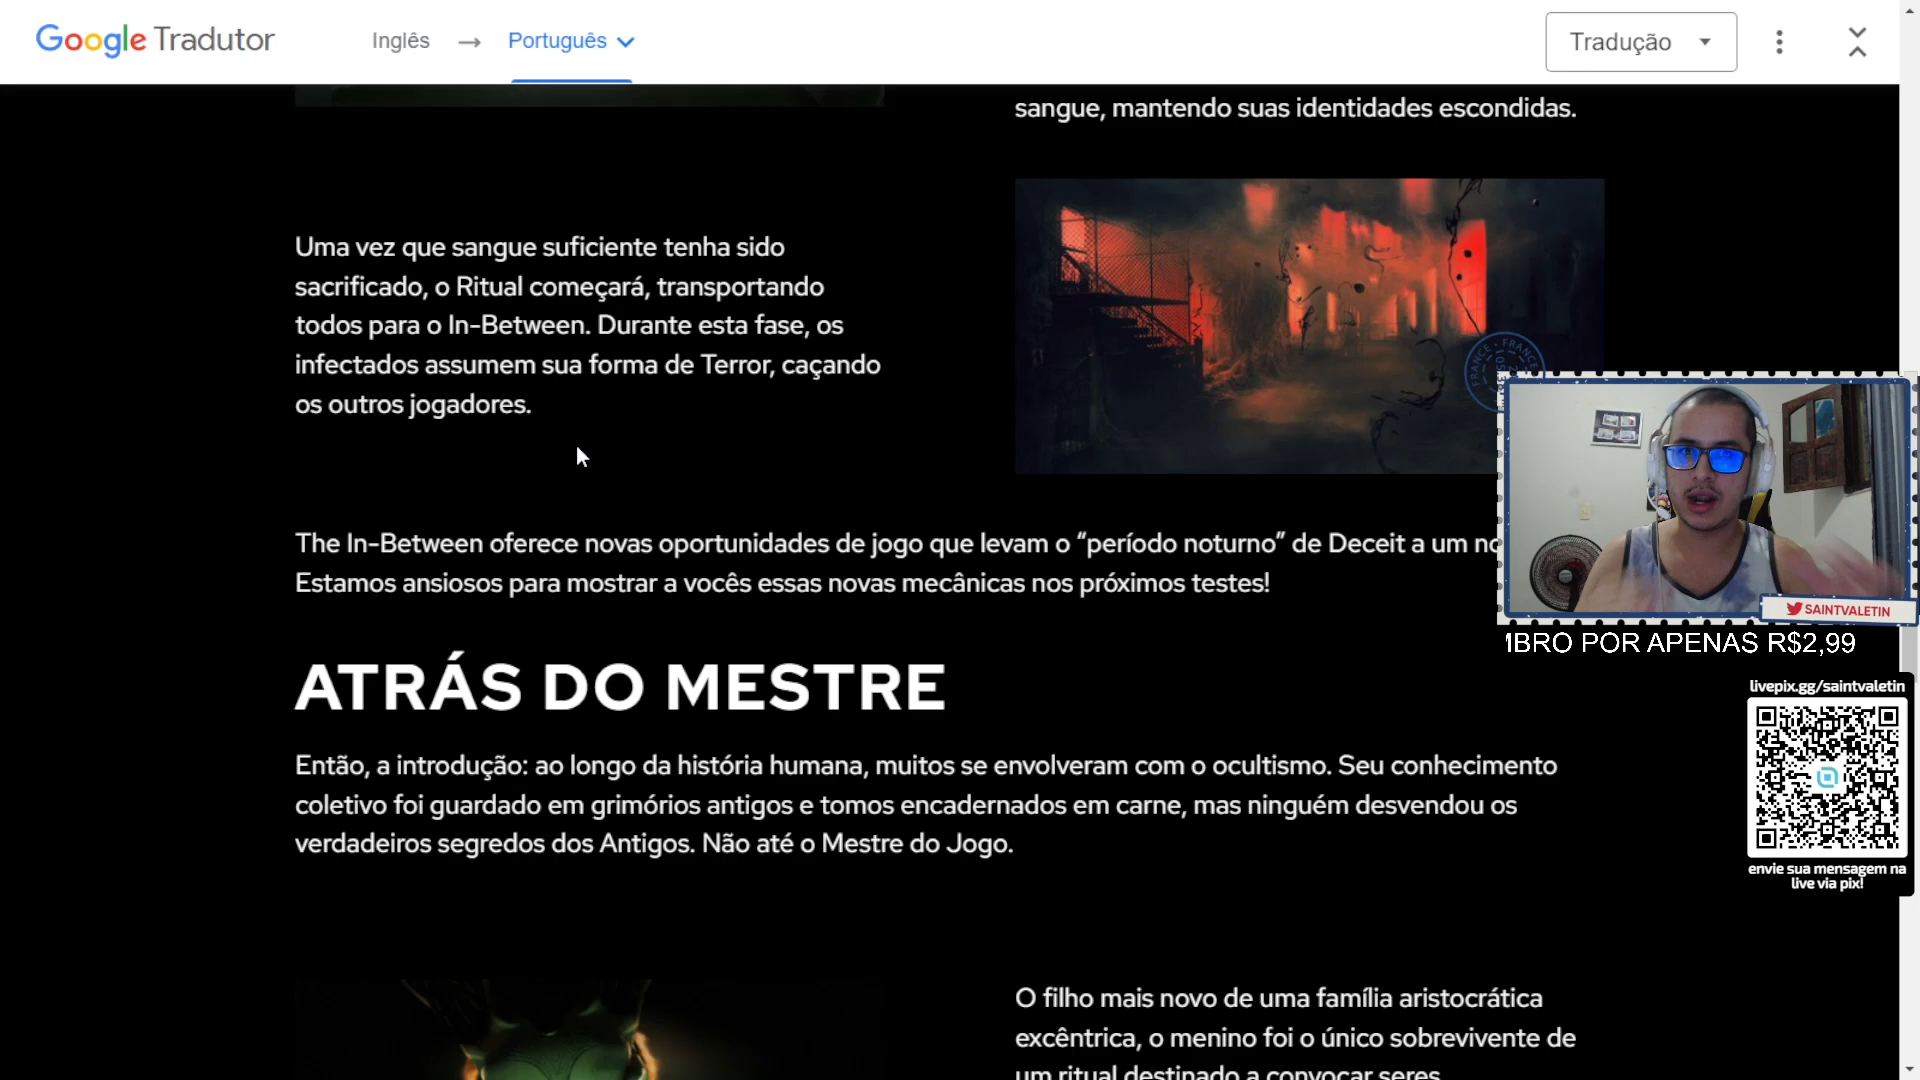 Google Tradutor
Inglês → Português
Tradução
sangue, mantendo suas identidades escondidas.
Uma vez que sangue suficiente tenha sido
sacrificado, o Ritual começará, transportando
todos para o In-Between. Durante esta fase, os
infectados assumem sua forma de Terror, caçando
os outros jogadores.
FRANCE • FRANCE
The In-Between oferece novas oportunidades de jogo que levam o “período noturno” de Deceit a um
Estamos ansiosos para mostrar a vocês essas novas mecânicas nos próximos testes!
SAINTVALETIN
MBRO POR APENAS R$2,99
livepix.gg/saintvaletin
envie sua mensagem na
live via pix!
ATRÁS DO MESTRE
Então, a introdução: ao longo da história humana, muitos se envolveram com o ocultismo. Seu conhecimento
coletivo foi guardado em grimórios antigos e tomos encadernados em carne, mas ninguém desvendou os
verdadeiros segredos dos Antigos. Não até o Mestre do Jogo.
O filho mais novo de uma família aristocrática
excêntrica, o menino foi o único sobrevivente de
um ritual destinado a convocar seres